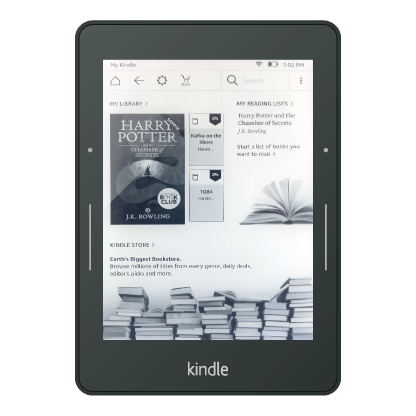 My Kindle
1:02 PM
Search
MY LIBRARY >
MY READING LISTS >
HARRY
POTTER
and the
CHAMBER of
SECRETS
BOOK
CLUB
J.K. ROWLING
5%
Kafka on the
Shore
Haruki...
0%
1Q84
Haruki...
Harry Potter and the
Chamber of Secrets
J.K. Rowling
Start a list of books you
want to read >
KINDLE STORE >
Earth's Biggest Bookstore.
Browse millions of titles from every genre, daily deals,
editor's picks and more.
kindle